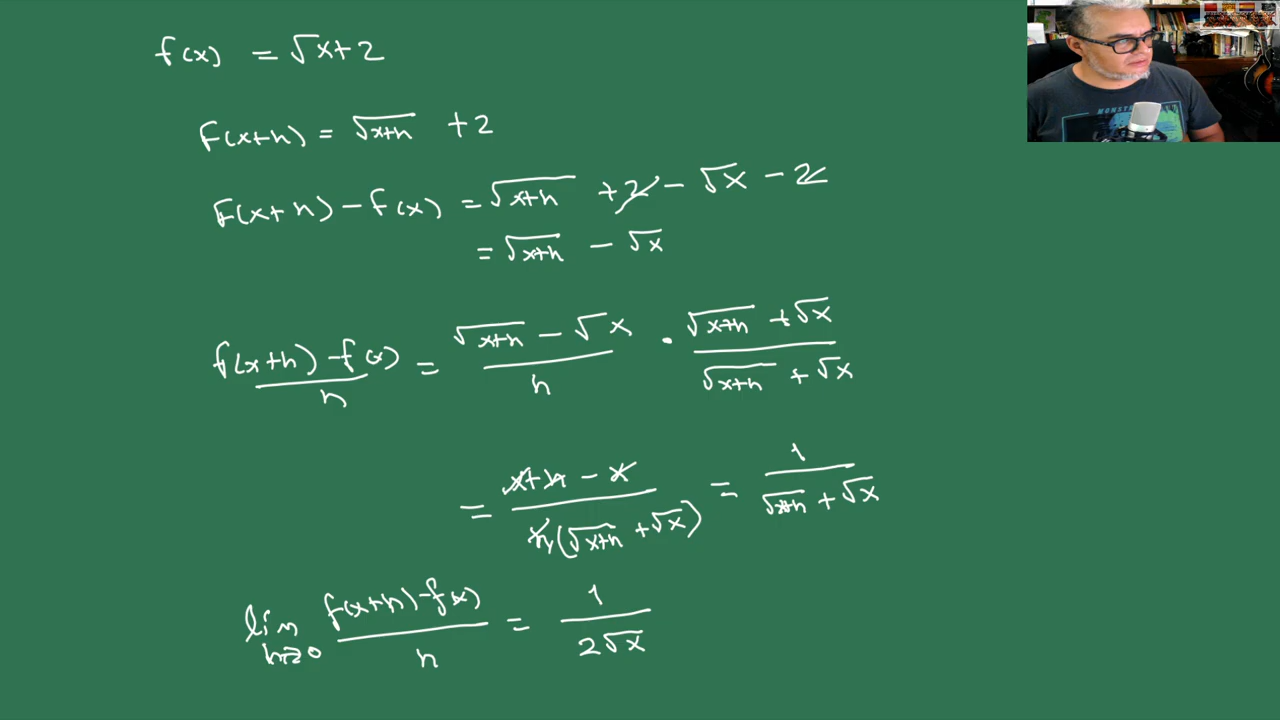 f(x) = √x + 2
f(x+h) = √(x+h) + 2
f(x+h) - f(x) = √(x+h) + 2 - √x - 2
= √(x+h) - √x
(f(x+h) - f(x))/h = (√(x+h) - √x)/h · (√(x+h) + √x)/(√(x+h) + √x)
= (x+h - x)/(h(√(x+h) + √x)) = 1/(√(x+h) + √x)
lim h→0 (f(x+h) - f(x))/h = 1/(2√x)